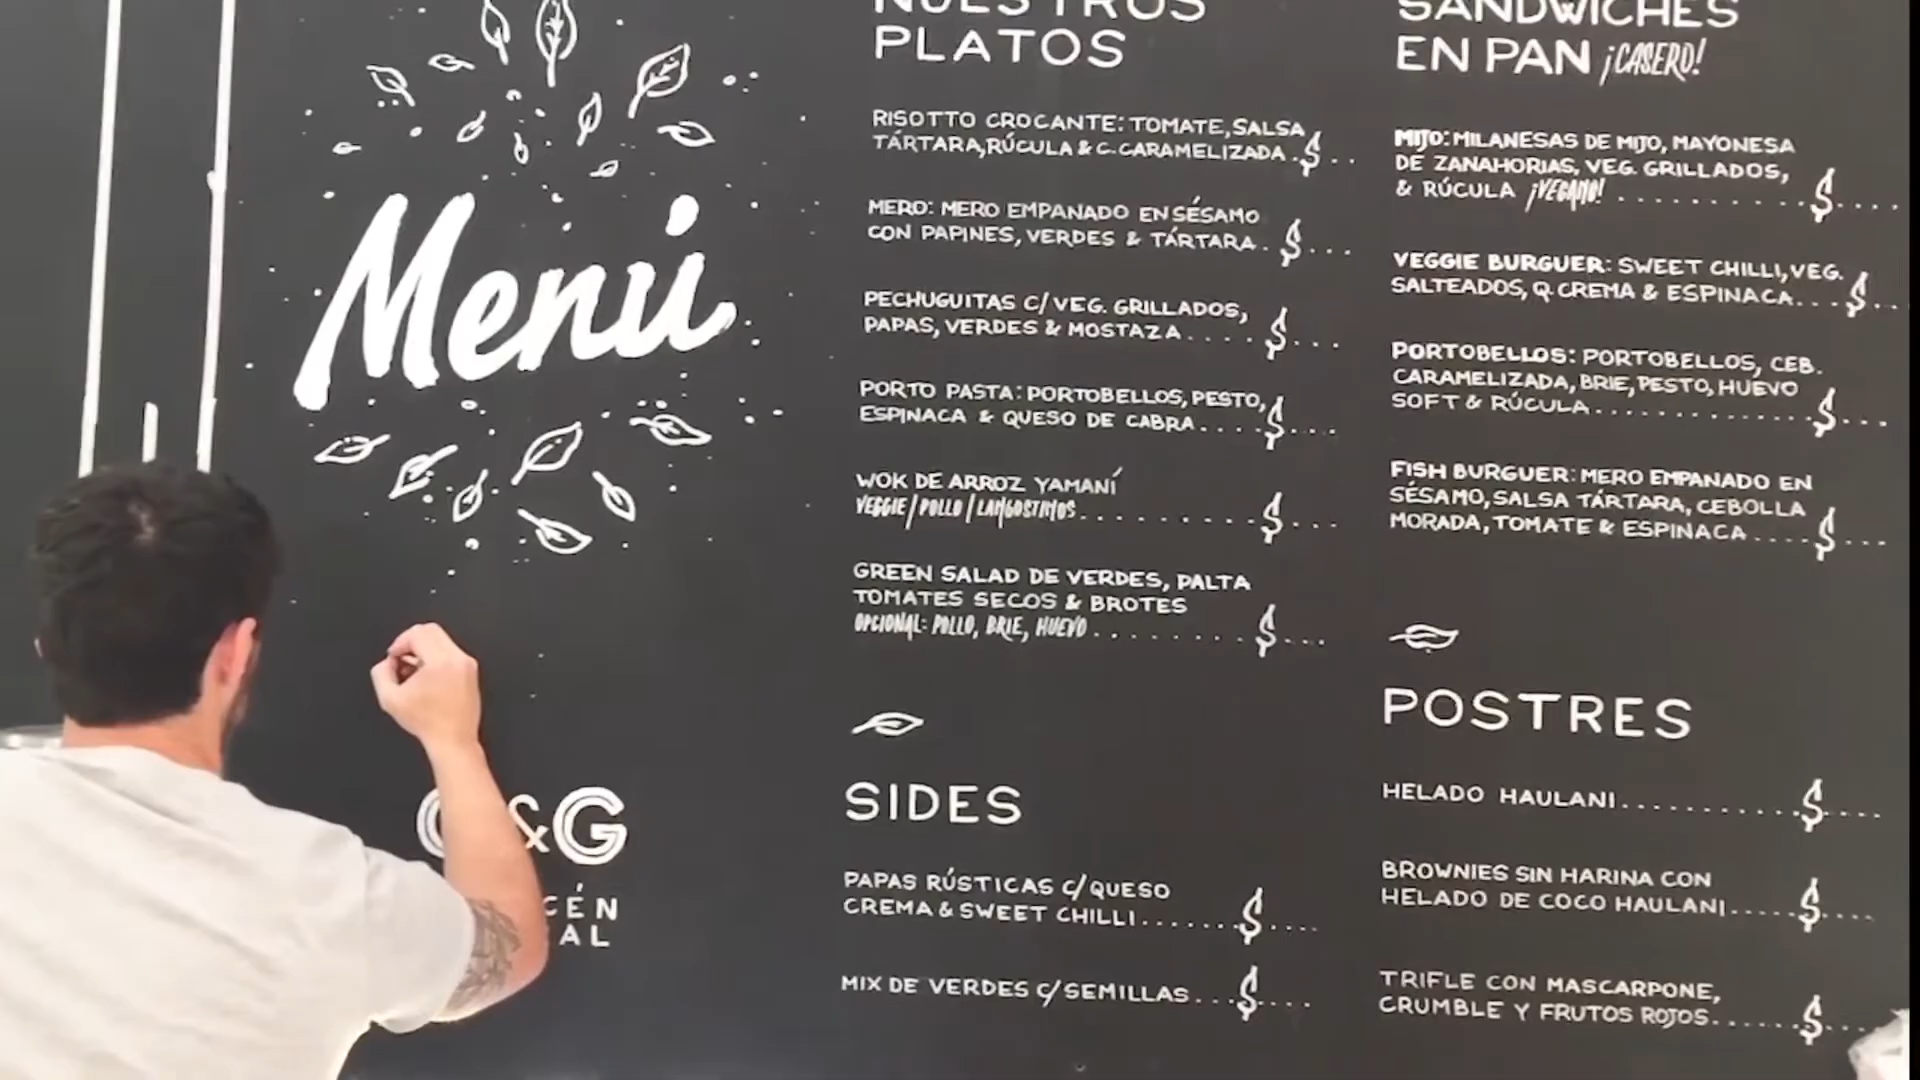 Menú
&G
CÉN
AL
NUESTROS
PLATOS
RISOTTO CROCANTE: TOMATE, SALSA
TÁRTARA, RÚCULA & C. CARAMELIZADA . $ . .
MERO: MERO EMPANADO EN SÉSAMO
CON PAPINES, VERDES & TÁRTARA . $ . . .
PECHUGUITAS C/ VEG. GRILLADOS,
PAPAS, VERDES & MOSTAZA . . . . $ . . .
PORTO PASTA: PORTOBELLOS, PESTO,
ESPINACA & QUESO DE CABRA . . . . $ . . . .
WOK DE ARROZ YAMANÍ
VEGGIE / POLLO / LANGOSTINOS . . . . . . . . . . . . $ . . . .
GREEN SALAD DE VERDES, PALTA
TOMATES SECOS & BROTES
OPCIONAL: POLLO, BRIE, HUEVO . . . . . . . . . . $ . . . .
SIDES
PAPAS RÚSTICAS C/ QUESO
CREMA & SWEET CHILLI . . . . . . . $ . . . . .
MIX DE VERDES C/ SEMILLAS . . . $ . . . .
SANDWICHES
EN PAN ¡CASERO!
MIJO: MILANESAS DE MIJO, MAYONESA
DE ZANAHORIAS, VEG. GRILLADOS,
& RÚCULA ¡VEGANO! . . . . . . . . . . . . $ . . . .
VEGGIE BURGUER: SWEET CHILLI, VEG.
SALTEADOS, Q. CREMA & ESPINACA . . . $ . .
PORTOBELLOS: PORTOBELLOS, CEB.
CARAMELIZADA, BRIE, PESTO, HUEVO
SOFT & RÚCULA . . . . . . . . . . . . . . $ . . . .
FISH BURGUER: MERO EMPANADO EN
SÉSAMO, SALSA TÁRTARA, CEBOLLA
MORADA, TOMATE & ESPINACA . . . . $ . . . .
POSTRES
HELADO HAULANI . . . . . . . . . . . $ . . . . .
BROWNIES SIN HARINA CON
HELADO DE COCO HAULANI . . . . $ . . . . .
TRIFLE CON MASCARPONE,
CRUMBLE Y FRUTOS ROJOS . . . . . . $ . . . .